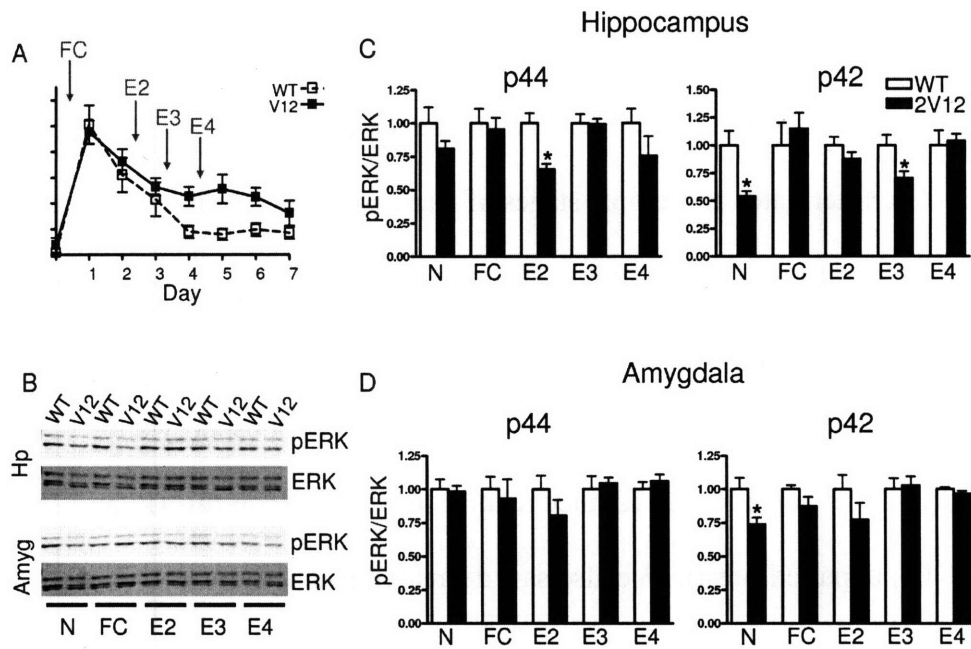 Hippocampus
A
FC
E2
E3
E4
WT
V12
1 2 3 4 5 6 7
Day
C
p44
pERK/ERK
1.25
1.00
0.75
0.50
0.25
0.00
N FC E2 E3 E4
*
p42
WT
2V12
1.50
1.25
1.00
0.75
0.50
0.25
0.00
* *
N FC E2 E3 E4
B
WT V12 WT V12 WT V12 WT V12 WT V12
Hp
pERK
ERK
Amyg
pERK
ERK
N FC E2 E3 E4
D
Amygdala
p44
pERK/ERK
1.25
1.00
0.75
0.50
0.25
0.00
N FC E2 E3 E4
p42
1.25
1.00
0.75
0.50
0.25
0.00
*
N FC E2 E3 E4